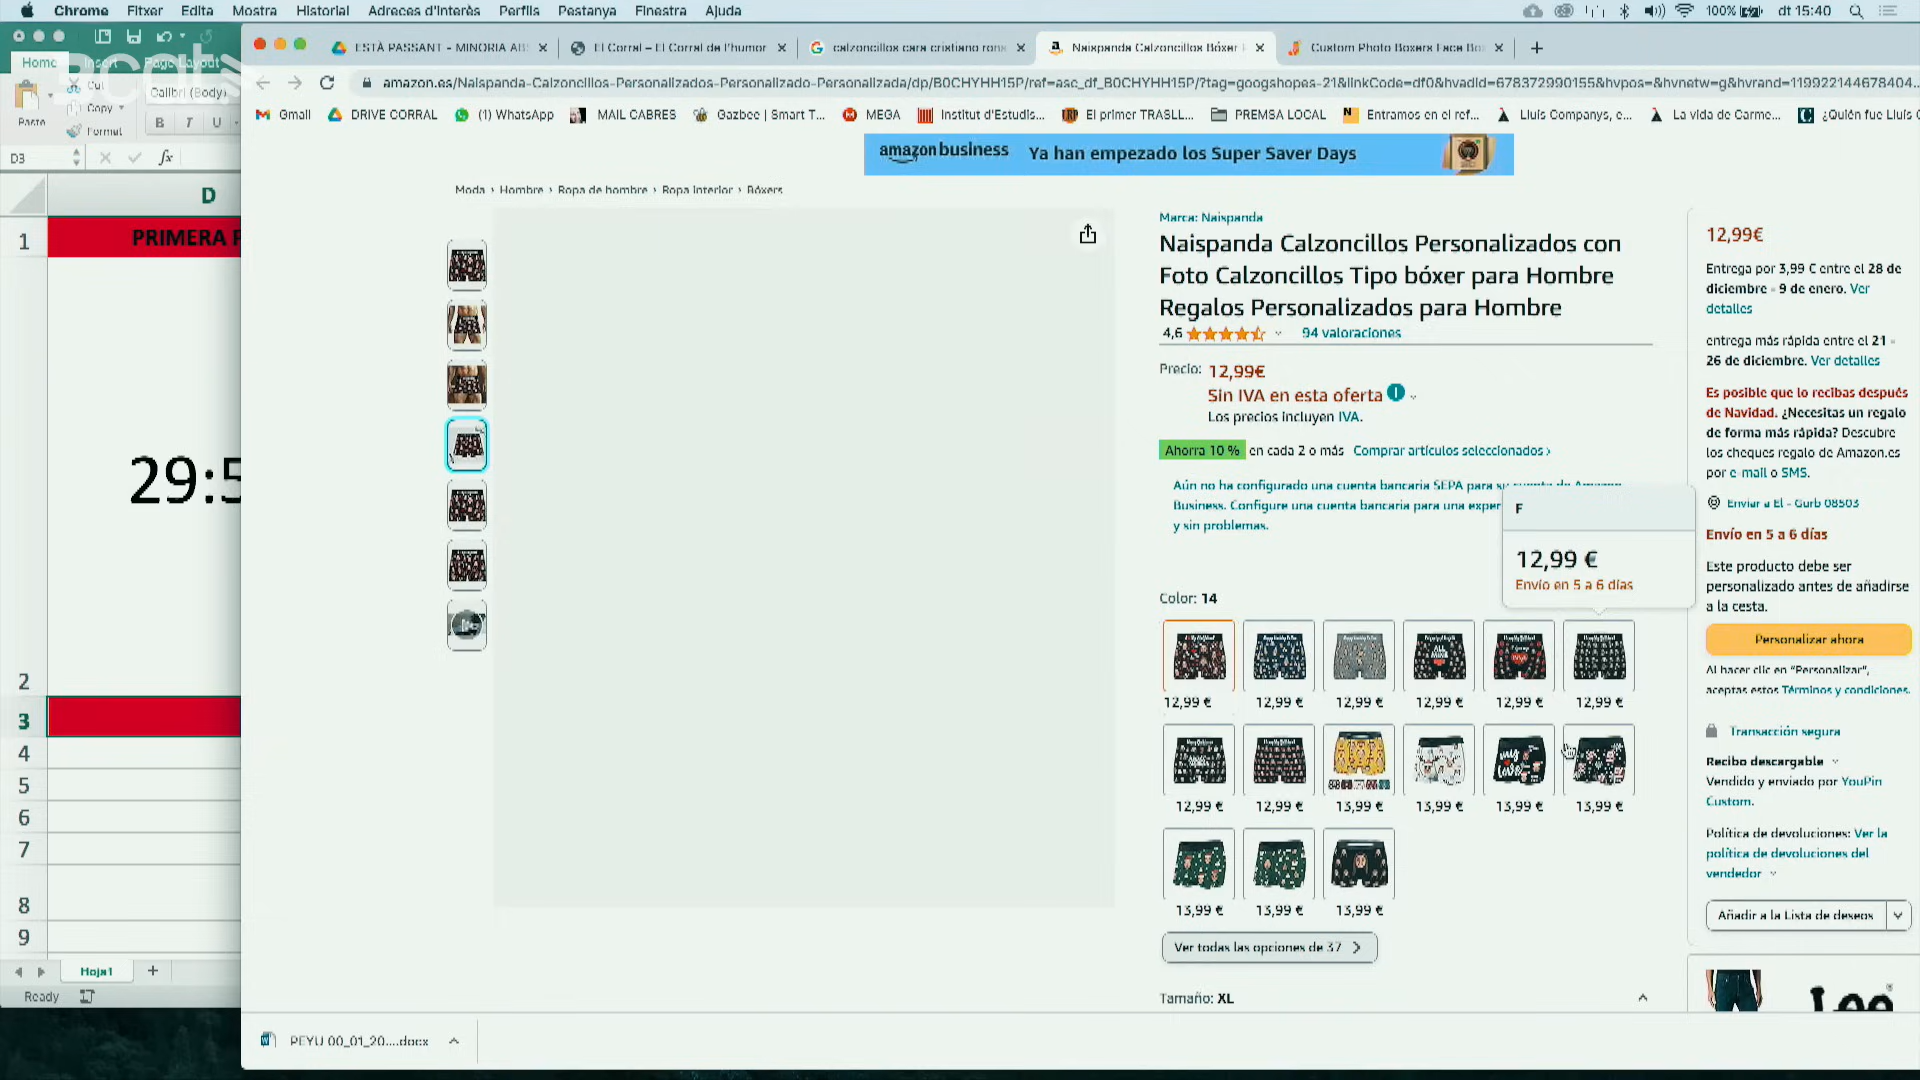 Chrome Fitxer Edita Mostra Historial Adreces d'interès Perfils Pestanya Finestra Ajuda 100% dt 15:40
ESTÀ PASSANT - MINORIA AB
El Corral – El Corral de l'humor
calzoncillos cara cristiano rona
Naispanda Calzoncillos Bóxer
Custom Photo Boxers Face Bo
Home Insert Page Layout
3cat
Paste
Cut
Copy
Format
Calibri (Body)
B I U
amazon.es/Naispanda-Calzoncillos-Personalizados-Personalizado-Personalizada/dp/B0CHYHH15P/ref=asc_df_B0CHYHH15P/?tag=googshopes-21&linkCode=df0&hvadid=678372990155&hvpos=&hvnetw=g&hvrand=119922144678404...
Gmail DRIVE CORRAL (1) WhatsApp MAIL CABRES Gazbee | Smart T... MEGA Institut d'Estudis... El primer TRASLL... PREMSA LOCAL Entramos en el ref... Lluís Companys, e... La vida de Carme... ¿Quién fue Lluís C
D3 fx
amazon business Ya han empezado los Super Saver Days
Moda › Hombre › Ropa de hombre › Ropa interior › Bóxers
D
1 PRIMERA
29:5
2
3
4
5
6
7
8
9
Hoja1 +
Ready
Marca: Naispanda
Naispanda Calzoncillos Personalizados con
Foto Calzoncillos Tipo bóxer para Hombre
Regalos Personalizados para Hombre
4,6 94 valoraciones
Precio: 12,99€
Sin IVA en esta oferta
Los precios incluyen IVA.
Ahorra 10 % en cada 2 o más Comprar artículos seleccionados ›
Aún no ha configurado una cuenta bancaria SEPA para su cuenta de Amazon
Business. Configure una cuenta bancaria para una exper
y sin problemas.
F
12,99 €
Envío en 5 a 6 días
Color: 14
12,99 € 12,99 € 12,99 € 12,99 € 12,99 € 12,99 €
12,99 € 12,99 € 13,99 € 13,99 € 13,99 € 13,99 €
13,99 € 13,99 € 13,99 €
Ver todas las opciones de 37
Tamaño: XL
12,99€
Entrega por 3,99 € entre el 28 de
diciembre - 9 de enero. Ver
detalles
entrega más rápida entre el 21 -
26 de diciembre. Ver detalles
Es posible que lo recibas después
de Navidad. ¿Necesitas un regalo
de forma más rápida? Descubre
los cheques regalo de Amazon.es
por e-mail o SMS.
Enviar a El - Gurb 08503
Envío en 5 a 6 días
Este producto debe ser
personalizado antes de añadirse
a la cesta.
Personalizar ahora
Al hacer clic en "Personalizar",
aceptas estos Términos y condiciones.
Transacción segura
Recibo descargable
Vendido y enviado por YouPin
Custom.
Política de devoluciones: Ver la
política de devoluciones del
vendedor
Añadir a la Lista de deseos
Lee
PEYU 00_01_20....docx